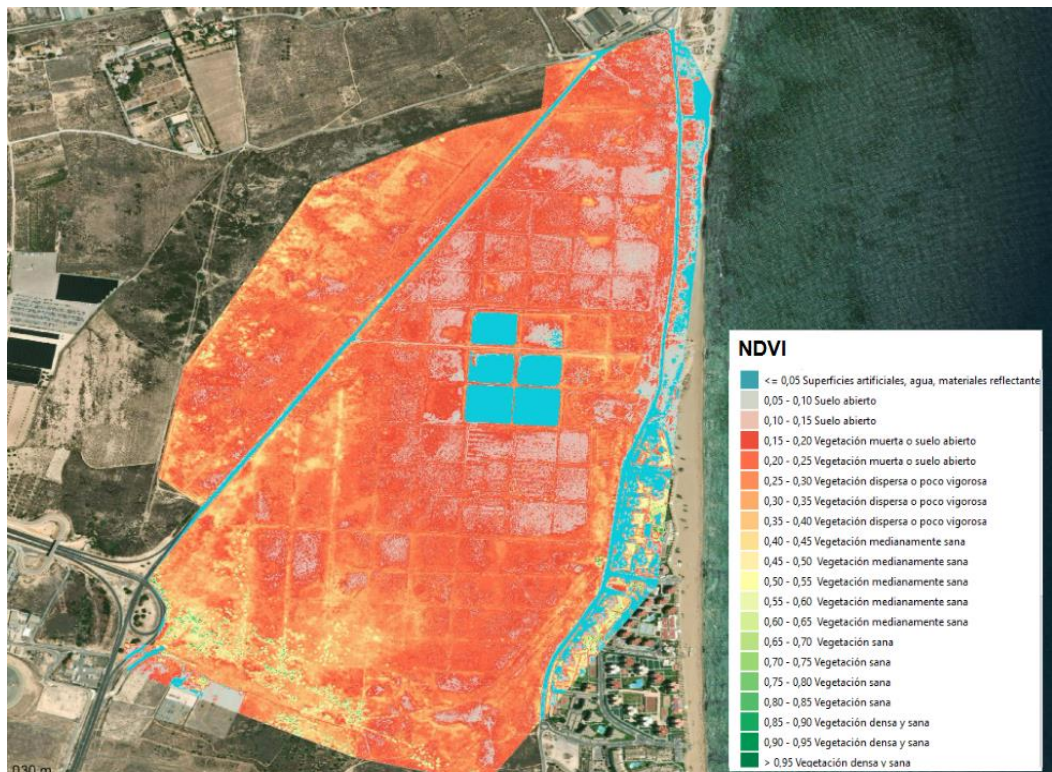 NDVI
<= 0,05 Superficies artificiales, agua, materiales reflectante
0,05 - 0,10 Suelo abierto
0,10 - 0,15 Suelo abierto
0,15 - 0,20 Vegetación muerta o suelo abierto
0,20 - 0,25 Vegetación muerta o suelo abierto
0,25 - 0,30 Vegetación dispersa o poco vigorosa
0,30 - 0,35 Vegetación dispersa o poco vigorosa
0,35 - 0,40 Vegetación dispersa o poco vigorosa
0,40 - 0,45 Vegetación medianamente sana
0,45 - 0,50 Vegetación medianamente sana
0,50 - 0,55 Vegetación medianamente sana
0,55 - 0,60 Vegetación medianamente sana
0,60 - 0,65 Vegetación medianamente sana
0,65 - 0,70 Vegetación sana
0,70 - 0,75 Vegetación sana
0,75 - 0,80 Vegetación sana
0,80 - 0,85 Vegetación sana
0,85 - 0,90 Vegetación densa y sana
0,90 - 0,95 Vegetación densa y sana
> 0,95 Vegetación densa y sana